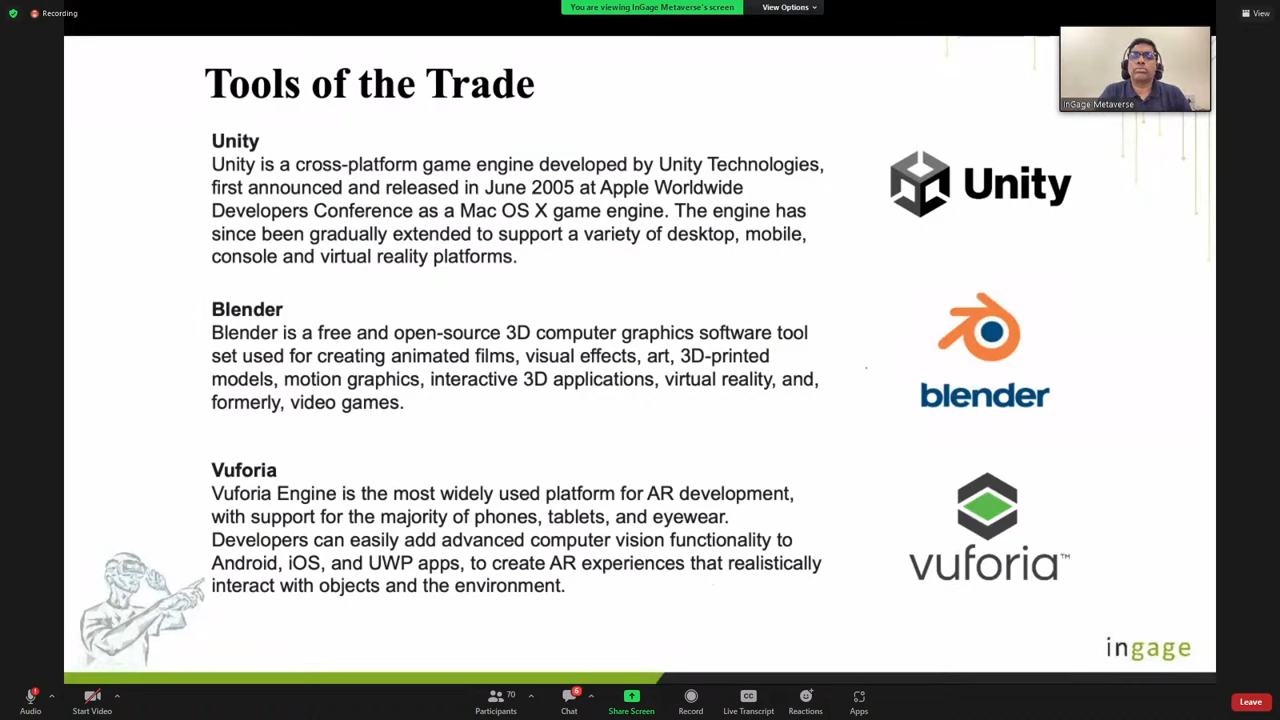 Recording
You are viewing InGage Metaverse's screen
View Options
View
InGage Metaverse
Tools of the Trade
Unity
Unity is a cross-platform game engine developed by Unity Technologies,
first announced and released in June 2005 at Apple Worldwide
Developers Conference as a Mac OS X game engine. The engine has
since been gradually extended to support a variety of desktop, mobile,
console and virtual reality platforms.
Unity
Blender
Blender is a free and open-source 3D computer graphics software tool
set used for creating animated films, visual effects, art, 3D-printed
models, motion graphics, interactive 3D applications, virtual reality, and,
formerly, video games.
blender
Vuforia
Vuforia Engine is the most widely used platform for AR development,
with support for the majority of phones, tablets, and eyewear.
Developers can easily add advanced computer vision functionality to
Android, iOS, and UWP apps, to create AR experiences that realistically
interact with objects and the environment.
vuforia™
ingage
Audio
Start Video
Participants
70
Chat
6
Share Screen
Record
CC
Live Transcript
Reactions
Apps
Leave